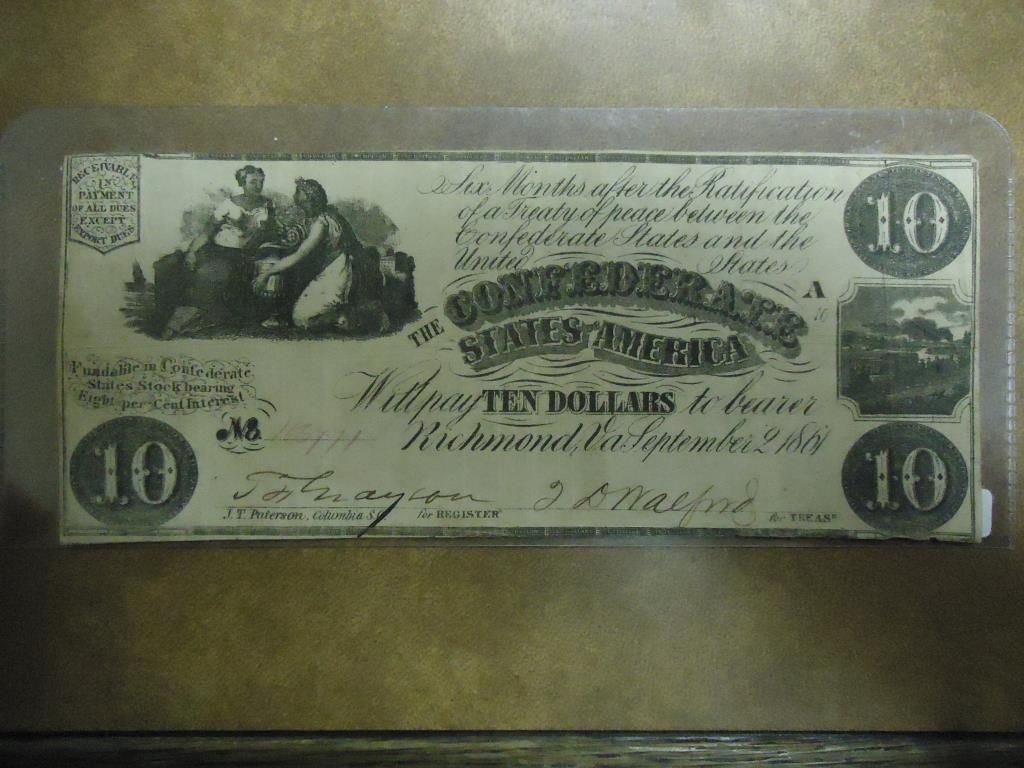 RECEIVABLE
IN
PAYMENT
OF ALL DUES
EXCEPT
EXPORT DUES
Six Months after the Ratification
of a Treaty of peace between the
Confederate States and the
United States
10
A
THE CONFEDERATE
STATES OF AMERICA
Fundable in Confederate
States Stock bearing
Eight per Cent Interest
Will pay TEN DOLLARS to bearer
No
Richmond, Va September 2 1861
10
10
J. T. Paterson, Columbia S.C.
for REGISTER
for TREASR